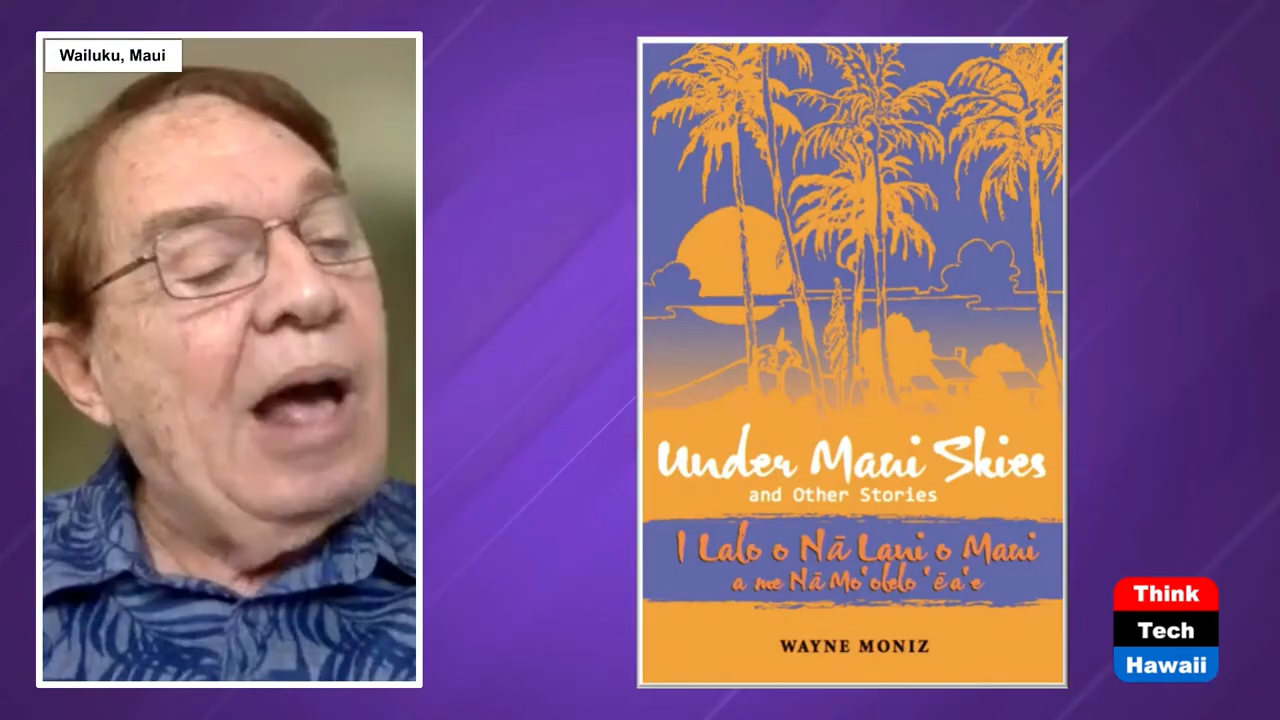 Wailuku, Maui
Under Maui Skies
and Other Stories
I Lalo o Nā Lani o Maui
a me Nā Mo'olelo 'ē a'e
WAYNE MONIZ
Think
Tech
Hawaii